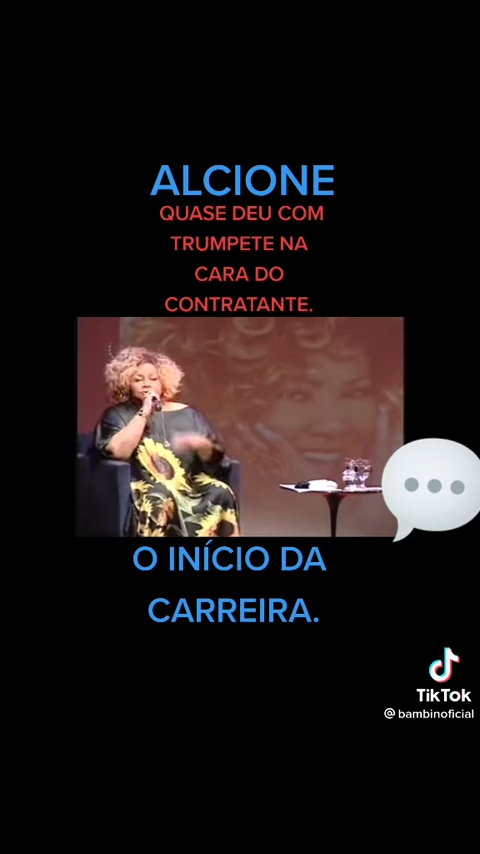 ALCIONE
QUASE DEU COM
TRUMPETE NA
CARA DO
CONTRATANTE.
O INÍCIO DA
CARREIRA.
TikTok
@bambinoficial